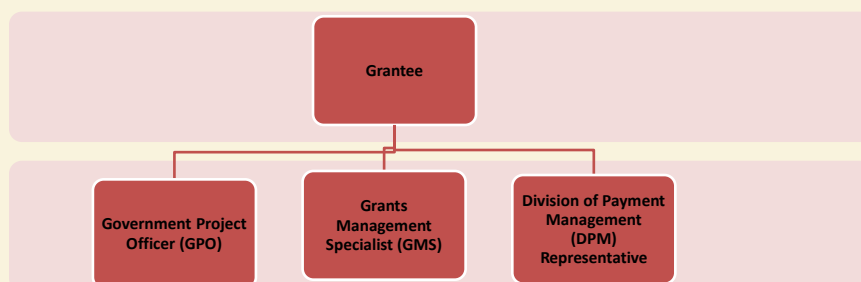 Grantee
Government Project
Officer (GPO)
Grants
Management
Specialist (GMS)
Division of Payment
Management
(DPM)
Representative